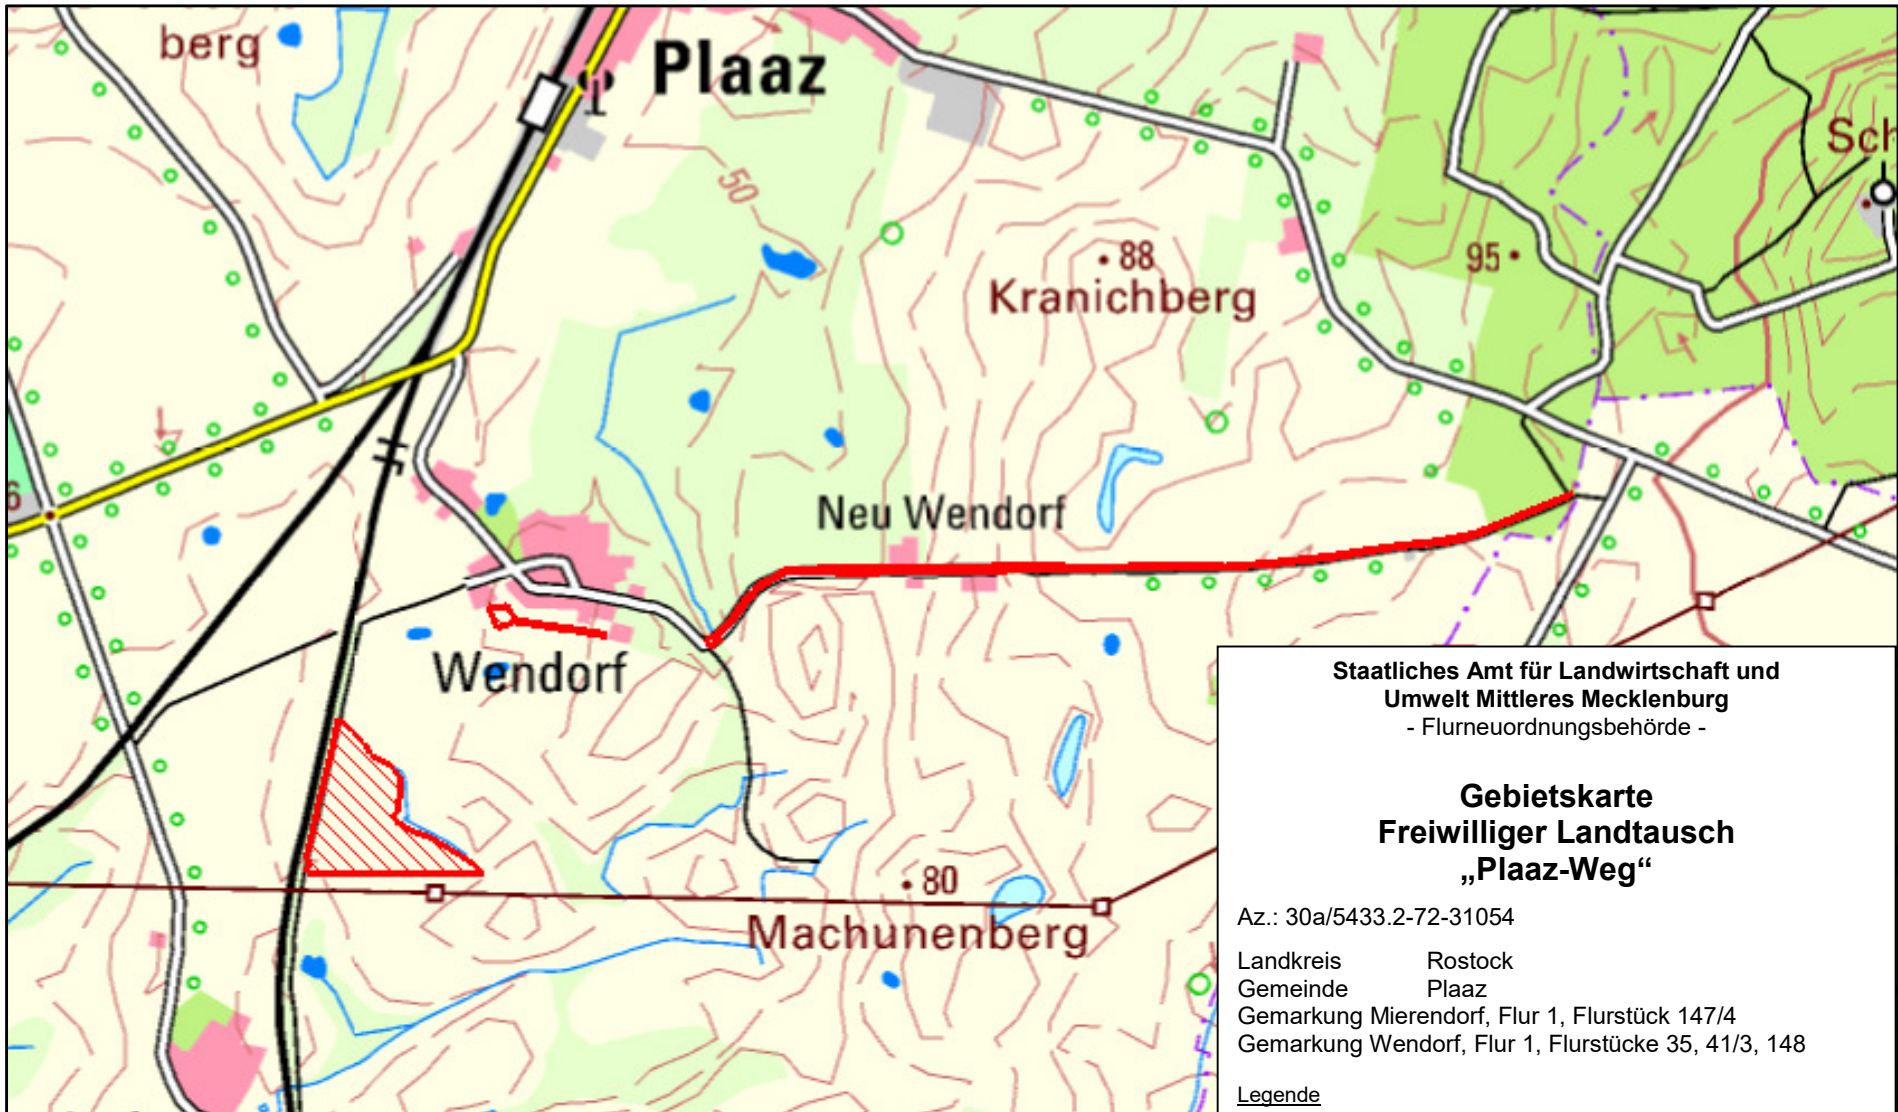 berg
Plaaz
Sch
50
88
Kranichberg
95
6
Neu Wendorf
Wendorf
80
Machunenberg
Staatliches Amt für Landwirtschaft und
Umwelt Mittleres Mecklenburg
- Flurneuordnungsbehörde -
Gebietskarte
Freiwilliger Landtausch
„Plaaz-Weg“
Az.: 30a/5433.2-72-31054
Landkreis Rostock
Gemeinde Plaaz
Gemarkung Mierendorf, Flur 1, Flurstück 147/4
Gemarkung Wendorf, Flur 1, Flurstücke 35, 41/3, 148
Legende